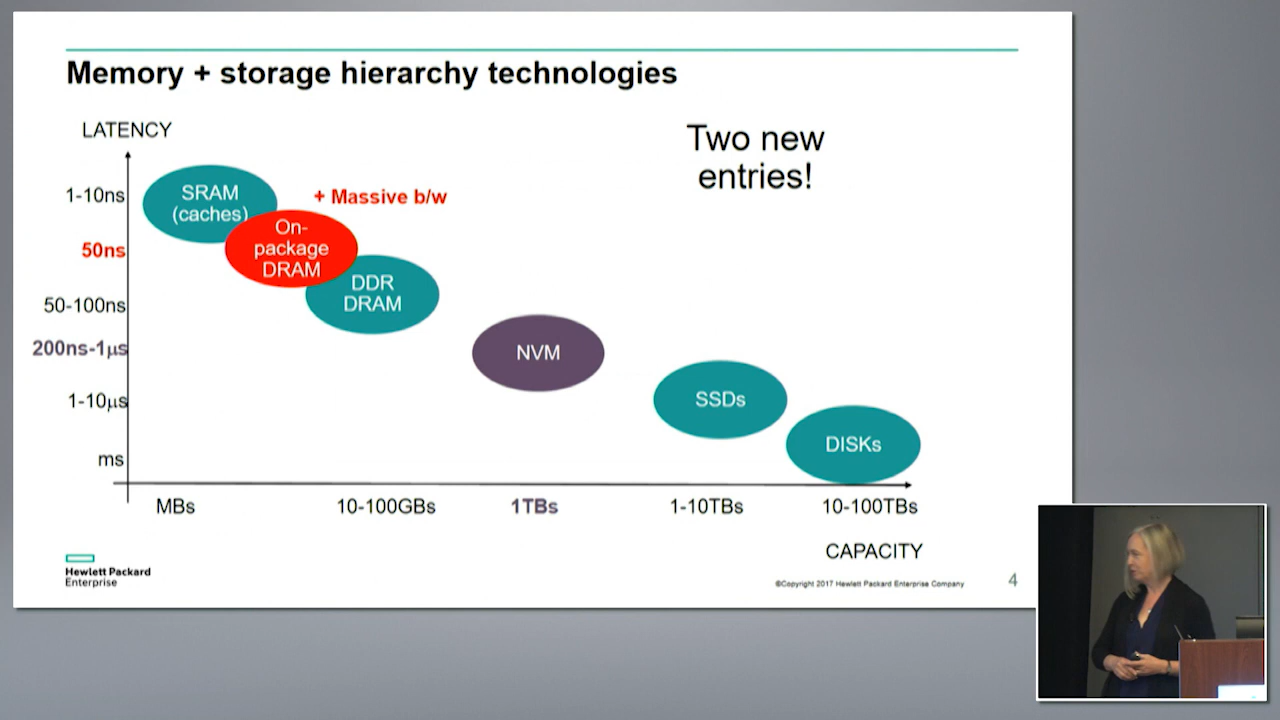 Memory + storage hierarchy technologies
LATENCY
Two new
entries!
1-10ns
SRAM
(caches)
+ Massive b/w
50ns
On-
package
DRAM
50-100ns
DDR
DRAM
200ns-1µs
NVM
1-10µs
SSDs
ms
DISKs
MBs
10-100GBs
1TBs
1-10TBs
10-100TBs
CAPACITY
Hewlett Packard
Enterprise
©Copyright 2017 Hewlett Packard Enterprise Company
4